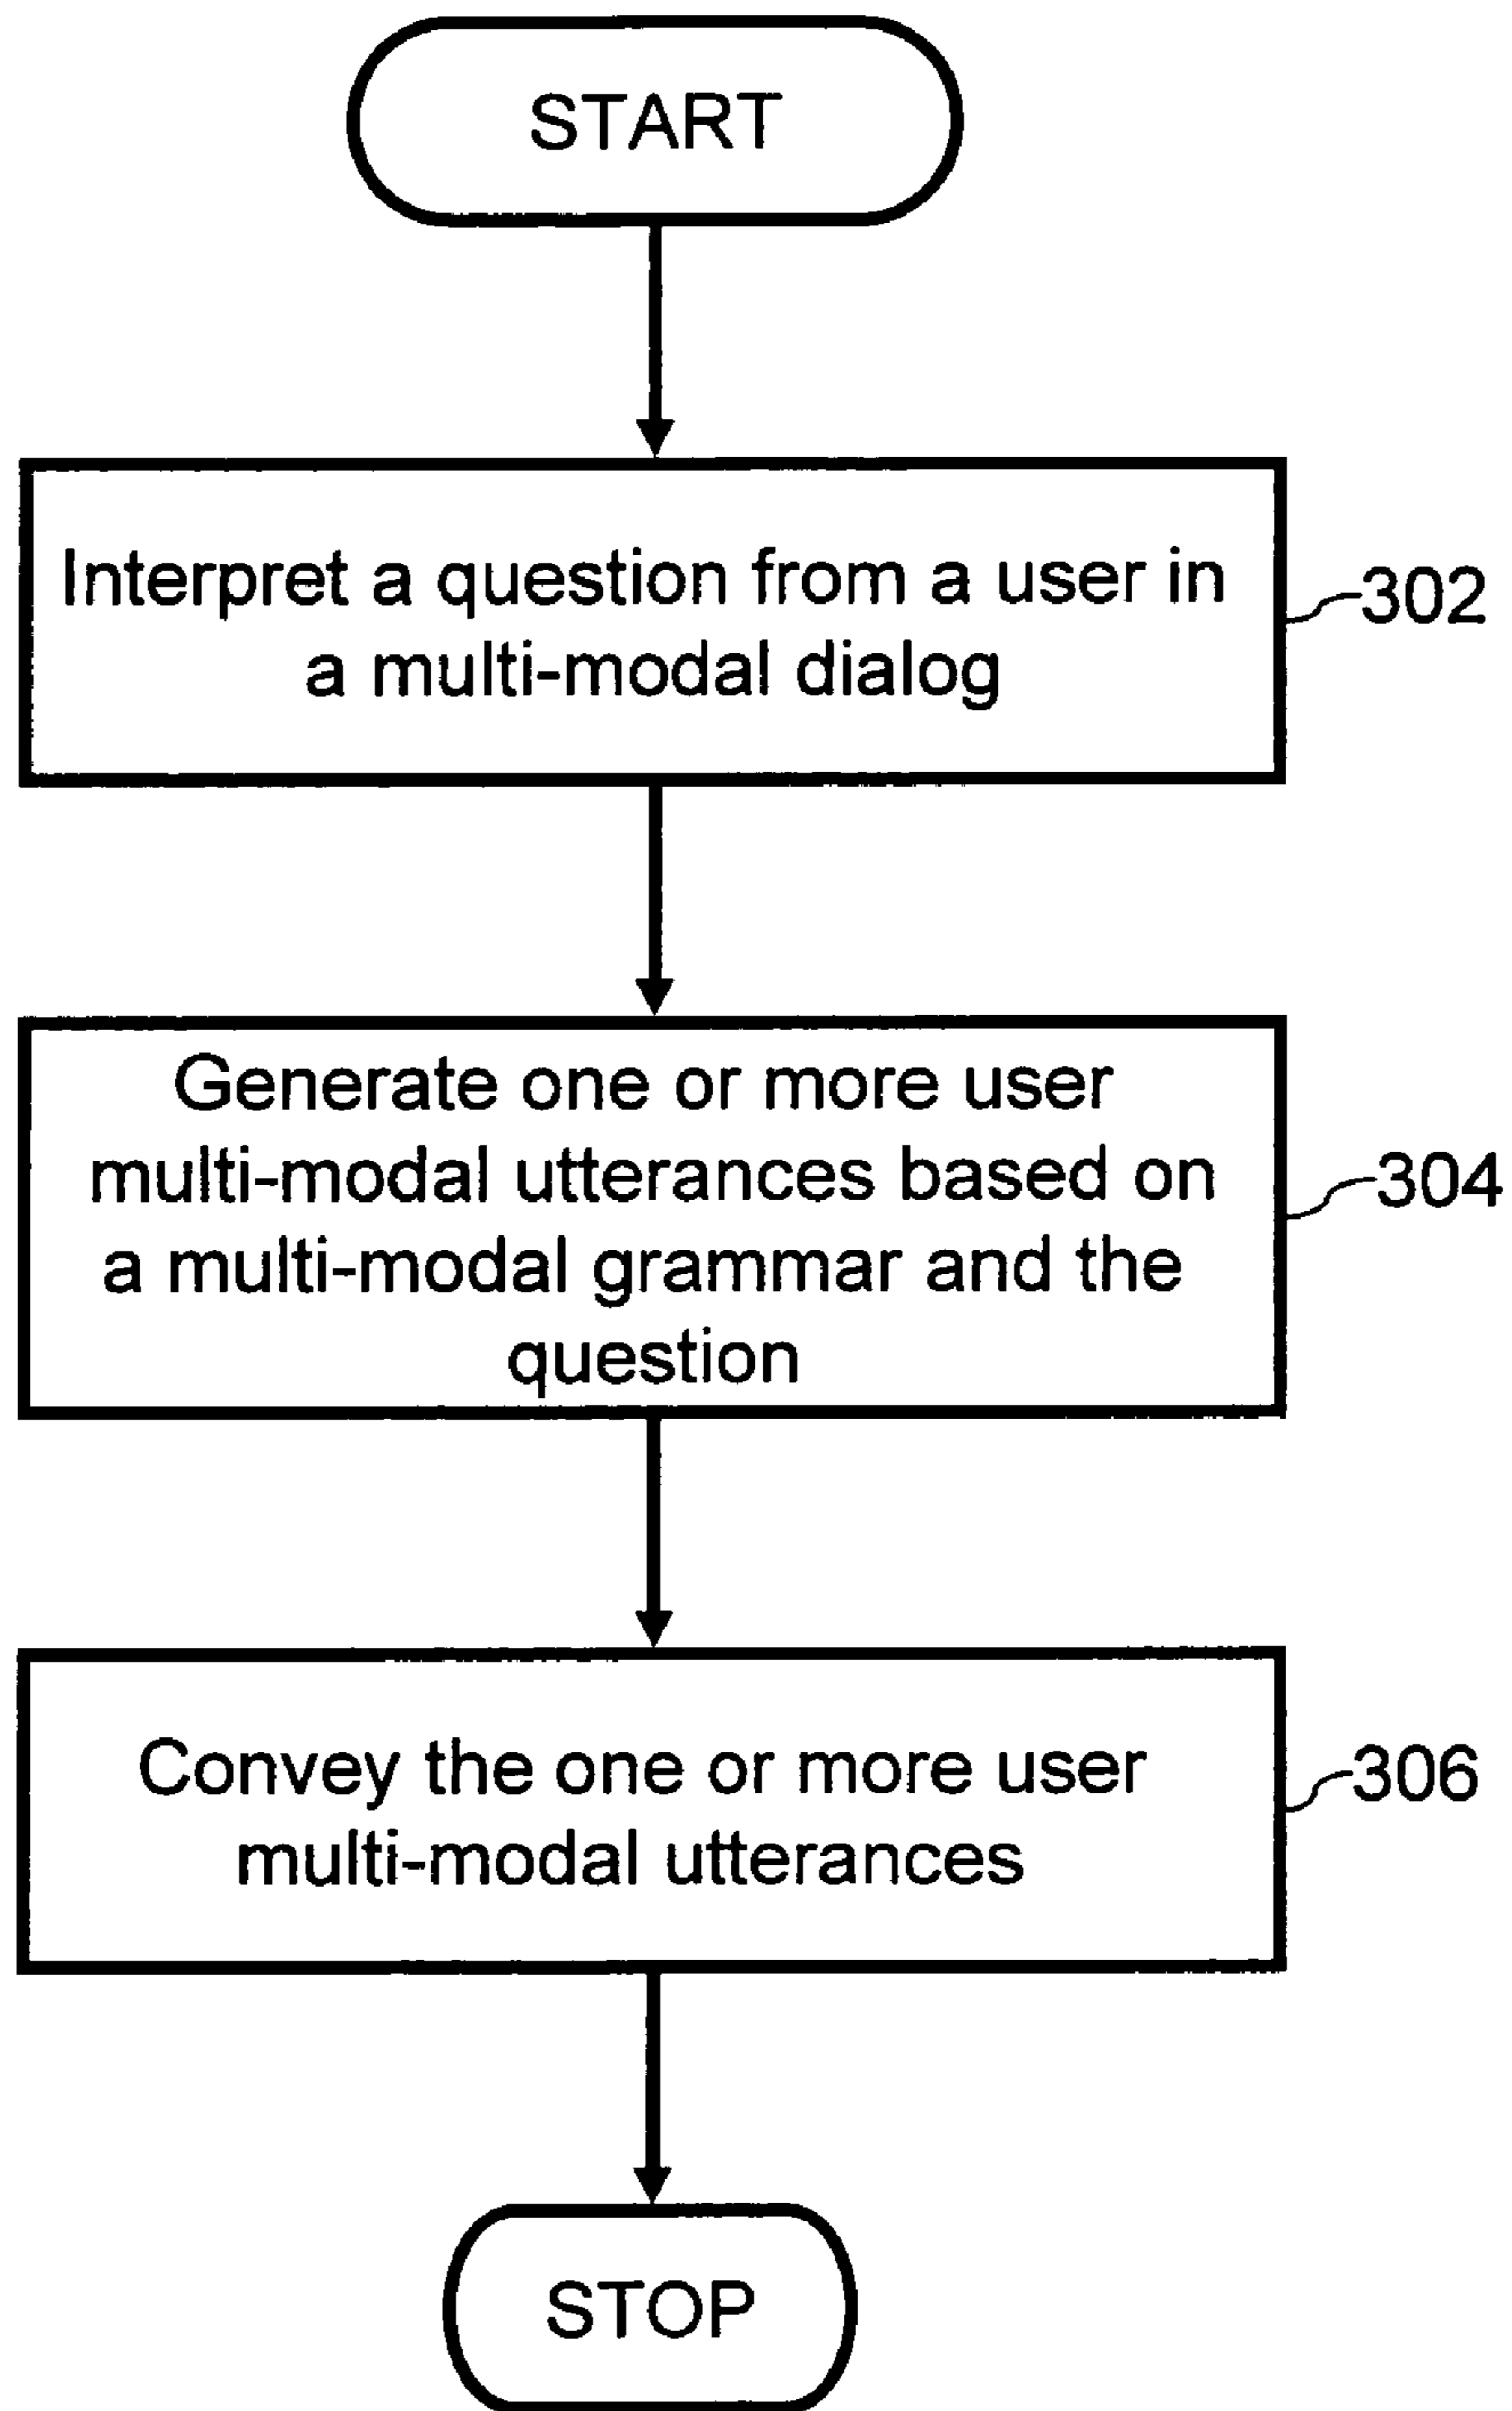 START
Interpret a question from a user in
a multi-modal dialog
302
Generate one or more user
multi-modal utterances based on
a multi-modal grammar and the
question
304
Convey the one or more user
multi-modal utterances
306
STOP